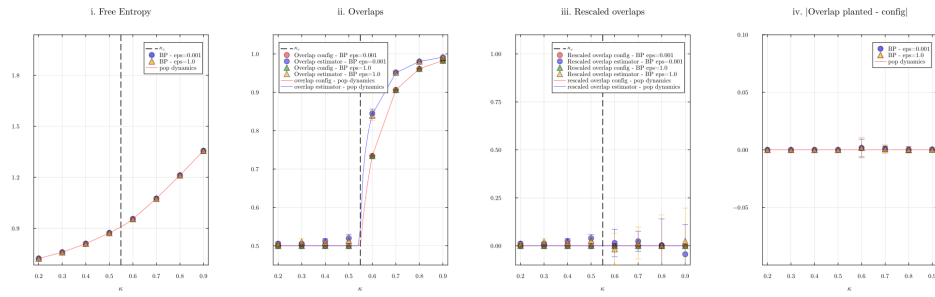 i. Free Entropy
κc
BP - eps=0.001
BP - eps=1.0
pop dynamics
1.8
1.5
1.2
0.9
0.2 0.3 0.4 0.5 0.6 0.7 0.8 0.9
κ
ii. Overlaps
κc
Overlap config - BP eps=0.001
Overlap estimator - BP eps=0.001
Overlap config - BP eps=1.0
Overlap estimator - BP eps=1.0
overlap config - pop dynamics
overlap estimator - pop dynamics
1.0
0.9
0.8
0.7
0.6
0.5
0.2 0.3 0.4 0.5 0.6 0.7 0.8 0.9
κ
iii. Rescaled overlaps
κc
Rescaled overlap config - BP eps=0.001
Rescaled overlap estimator - BP eps=0.001
Rescaled overlap config - BP eps=1.0
Rescaled overlap estimator - BP eps=1.0
rescaled overlap config - pop dynamics
rescaled overlap estimator - pop dynamics
1.00
0.75
0.50
0.25
0.00
0.2 0.3 0.4 0.5 0.6 0.7 0.8 0.9
κ
iv. |Overlap planted - config|
BP - eps=0.001
BP - eps=1.0
pop dynamics
0.10
0.05
0.00
−0.05
0.2 0.3 0.4 0.5 0.6 0.7 0.8 0.9
κ